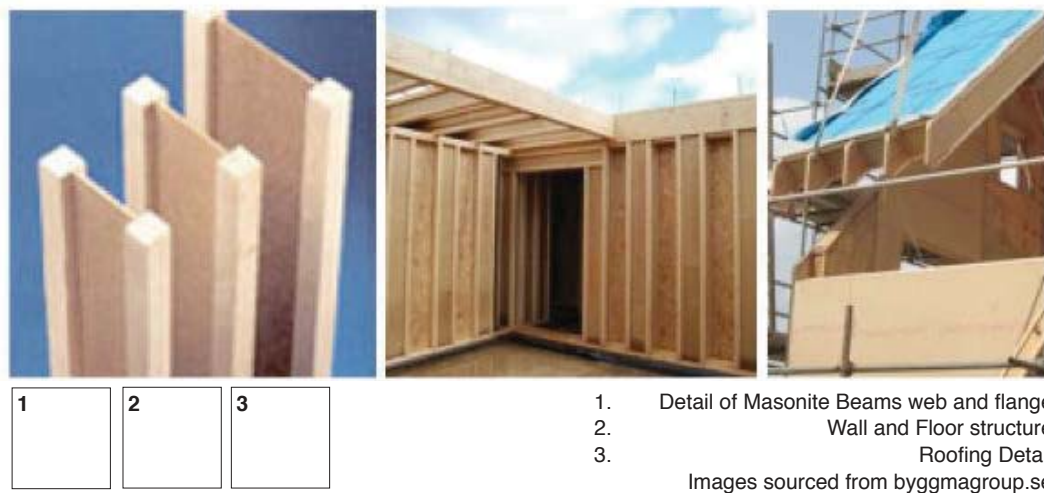 1 2 3
1. Detail of Masonite Beams web and flange
2. Wall and Floor structure
3. Roofing Detai
Images sourced from byggmagroup.se